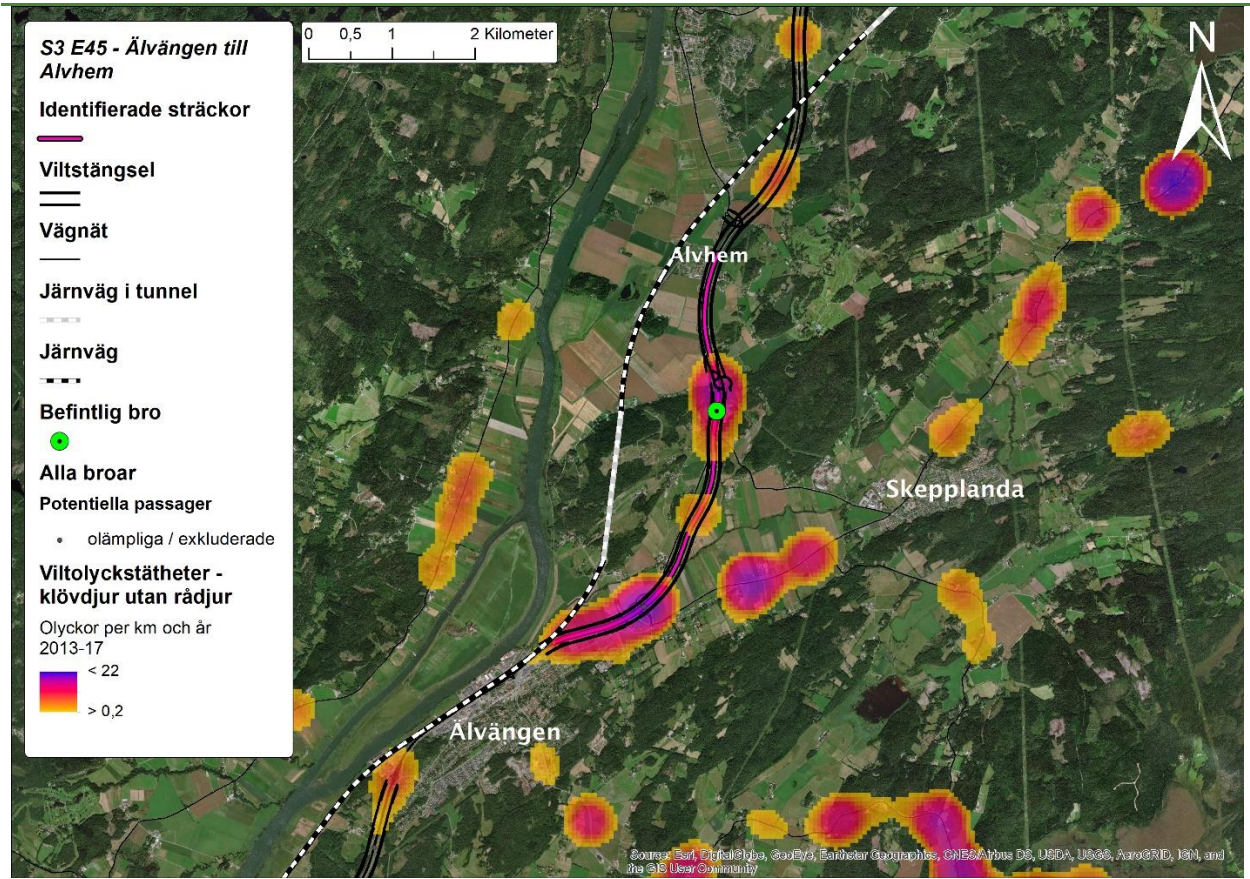 S3 E45 - Älvängen till
Alvhem
Identifierade sträckor
Viltstängsel
Vägnät
Järnväg i tunnel
Järnväg
Befintlig bro
Alla broar
Potentiella passager
olämpliga / exkluderade
Viltolyckstätheter -
klövdjur utan rådjur
Olyckor per km och år
2013-17
< 22
> 0,2
0 0,5 1 2 Kilometer
N
Alvhem
Skepplanda
Älvängen
Source: Esri, DigitalGlobe, GeoEye, Earthstar Geographics, CNES/Airbus DS, USDA, USGS, AeroGRID, IGN, and
the GIS User Community